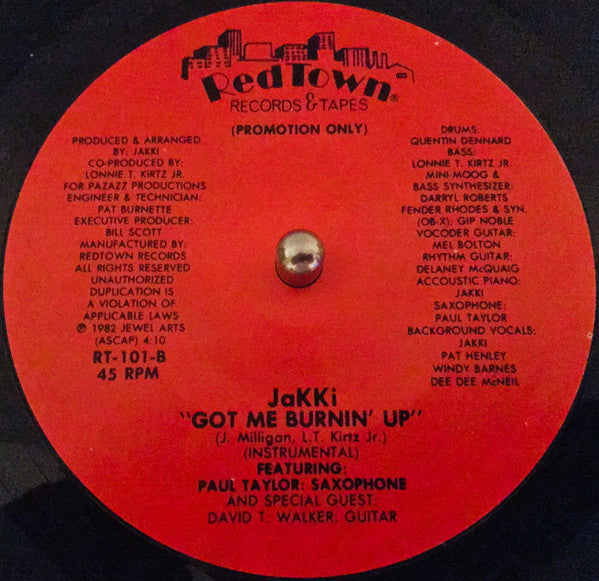 RedTown®
RECORDS & TAPES
(PROMOTION ONLY)
PRODUCED & ARRANGED
BY: JAKKI
CO-PRODUCED BY:
LONNIE T. KIRTZ JR.
FOR PAZAZZ PRODUCTIONS
ENGINEER & TECHNICIAN:
PAT BURNETTE
EXECUTIVE PRODUCER:
BILL SCOTT
MANUFACTURED BY:
REDTOWN RECORDS
ALL RIGHTS RESERVED
UNAUTHORIZED
DUPLICATION IS
A VIOLATION OF
APPLICABLE LAWS
℗ 1982 JEWEL ARTS
(ASCAP) 4:10
RT-101-B
45 RPM
DRUMS:
QUENTIN DENNARD
BASS:
LONNIE T. KIRTZ JR.
MINI-MOOG &
BASS SYNTHESIZER:
DARRYL ROBERTS
FENDER RHODES & SYN.
(OB-X): GIP NOBLE
VOCODER GUITAR:
MEL BOLTON
RHYTHM GUITAR:
DELANEY McQUAIG
ACCOUSTIC PIANO:
JAKKI
SAXOPHONE:
PAUL TAYLOR
BACKGROUND VOCALS:
JAKKI
PAT HENLEY
WINDY BARNES
DEE DEE McNEIL
JaKKi
"GOT ME BURNIN' UP"
(J. Milligan, L.T. Kirtz Jr.)
(INSTRUMENTAL)
FEATURING:
PAUL TAYLOR: SAXOPHONE
AND SPECIAL GUEST:
DAVID T. WALKER: GUITAR